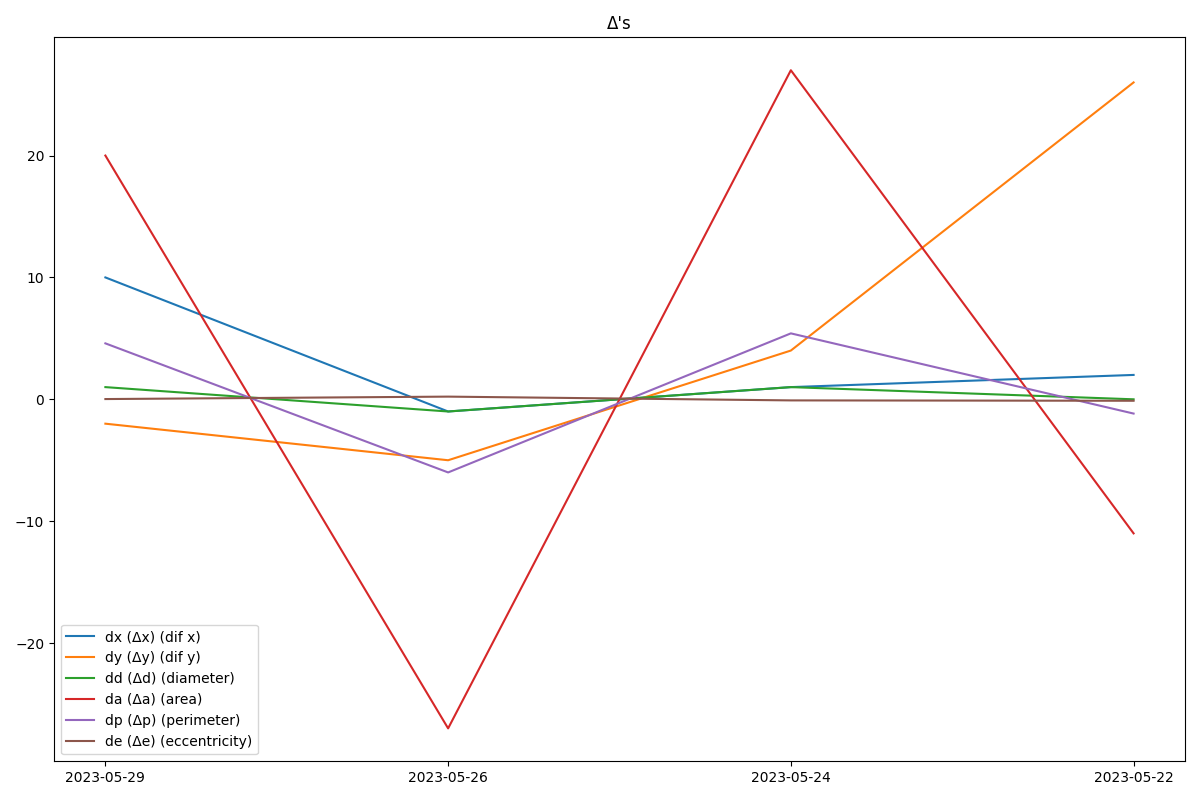 Δ's
20
10
0
−10
−20
dx (Δx) (dif x)
dy (Δy) (dif y)
dd (Δd) (diameter)
da (Δa) (area)
dp (Δp) (perimeter)
de (Δe) (eccentricity)
2023-05-29 2023-05-26 2023-05-24 2023-05-22